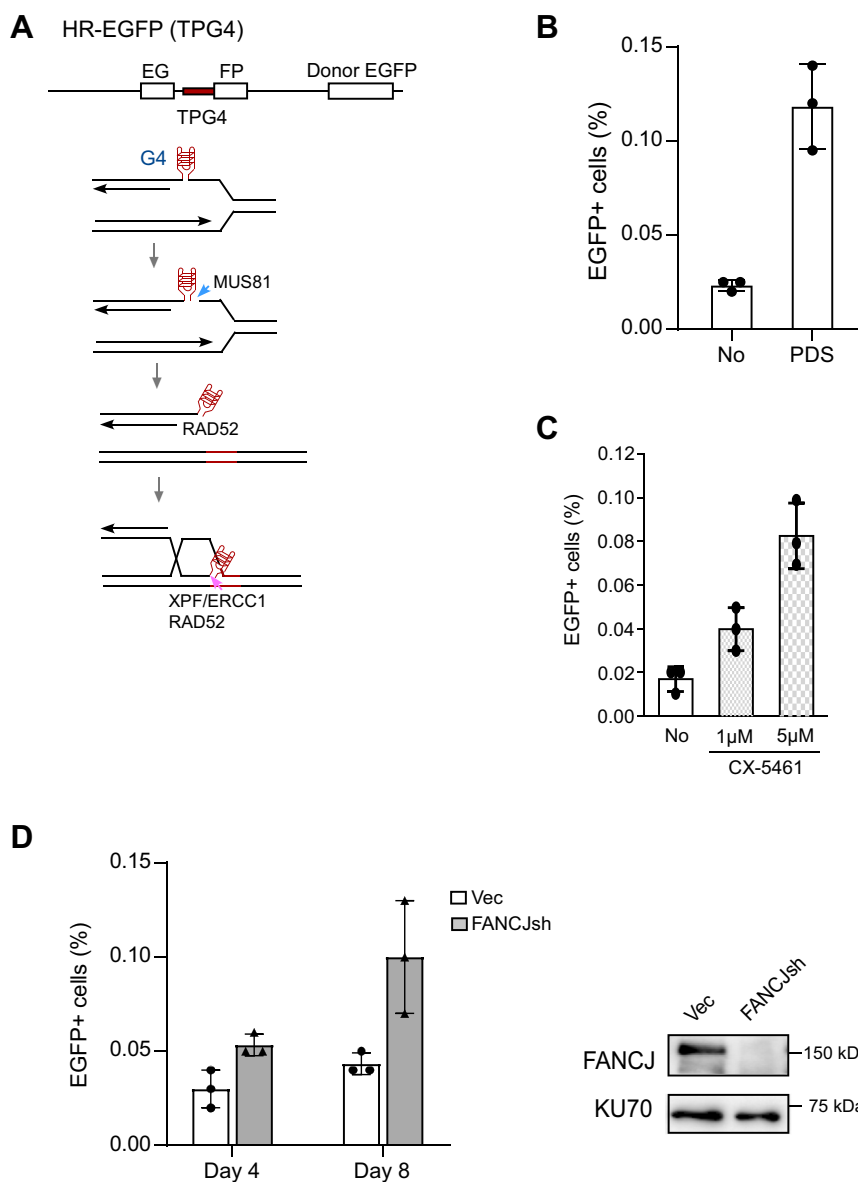 A
HR-EGFP (TPG4)
EG
FP
Donor EGFP
TPG4
G4
MUS81
RAD52
XPF/ERCC1
RAD52
B
EGFP+ cells (%)
0.15
0.10
0.05
0.00
No
PDS
C
EGFP+ cells (%)
0.12
0.10
0.08
0.06
0.04
0.02
0.00
No
1μM
5μM
CX-5461
D
EGFP+ cells (%)
0.15
0.10
0.05
0.00
Day 4
Day 8
Vec
FANCJsh
Vec
FANCJsh
FANCJ
150 kD
KU70
75 kDa